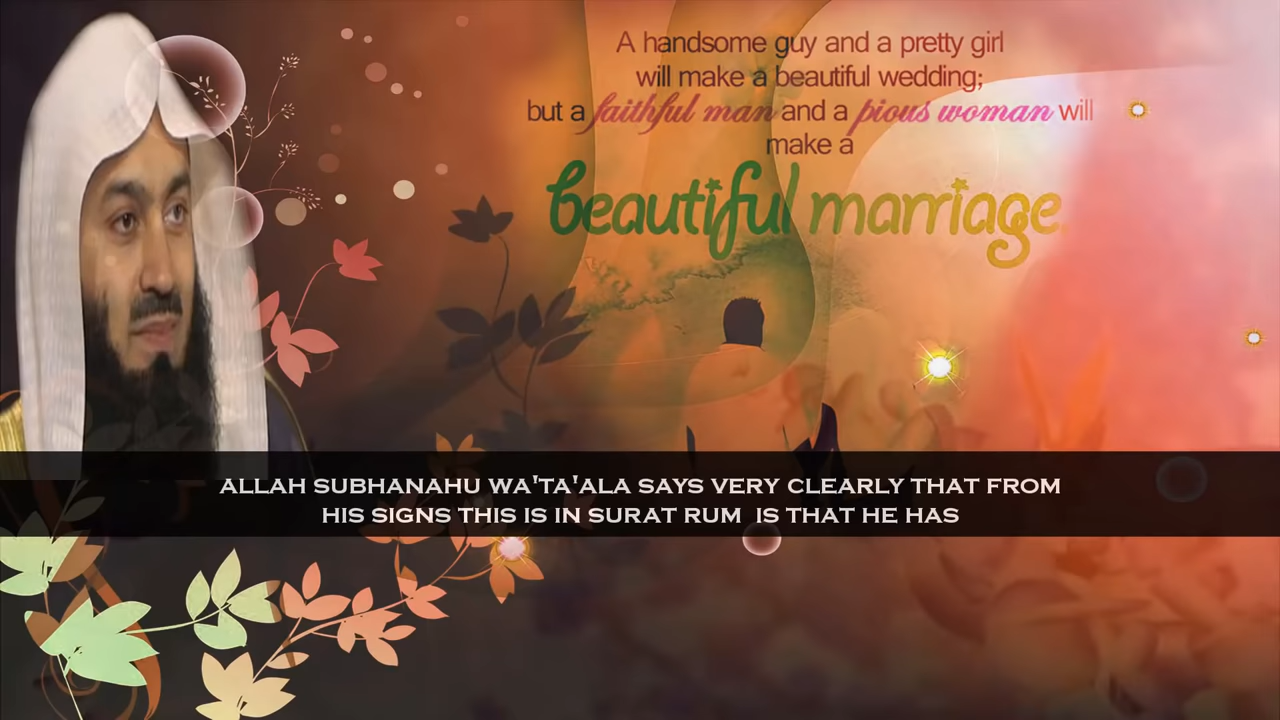 A handsome guy and a pretty girl
will make a beautiful wedding;
but a faithful man and a pious woman will
make a
beautiful marriage.
ALLAH SUBHANAHU WA'TA'ALA SAYS VERY CLEARLY THAT FROM
HIS SIGNS THIS IS IN SURAT RUM IS THAT HE HAS